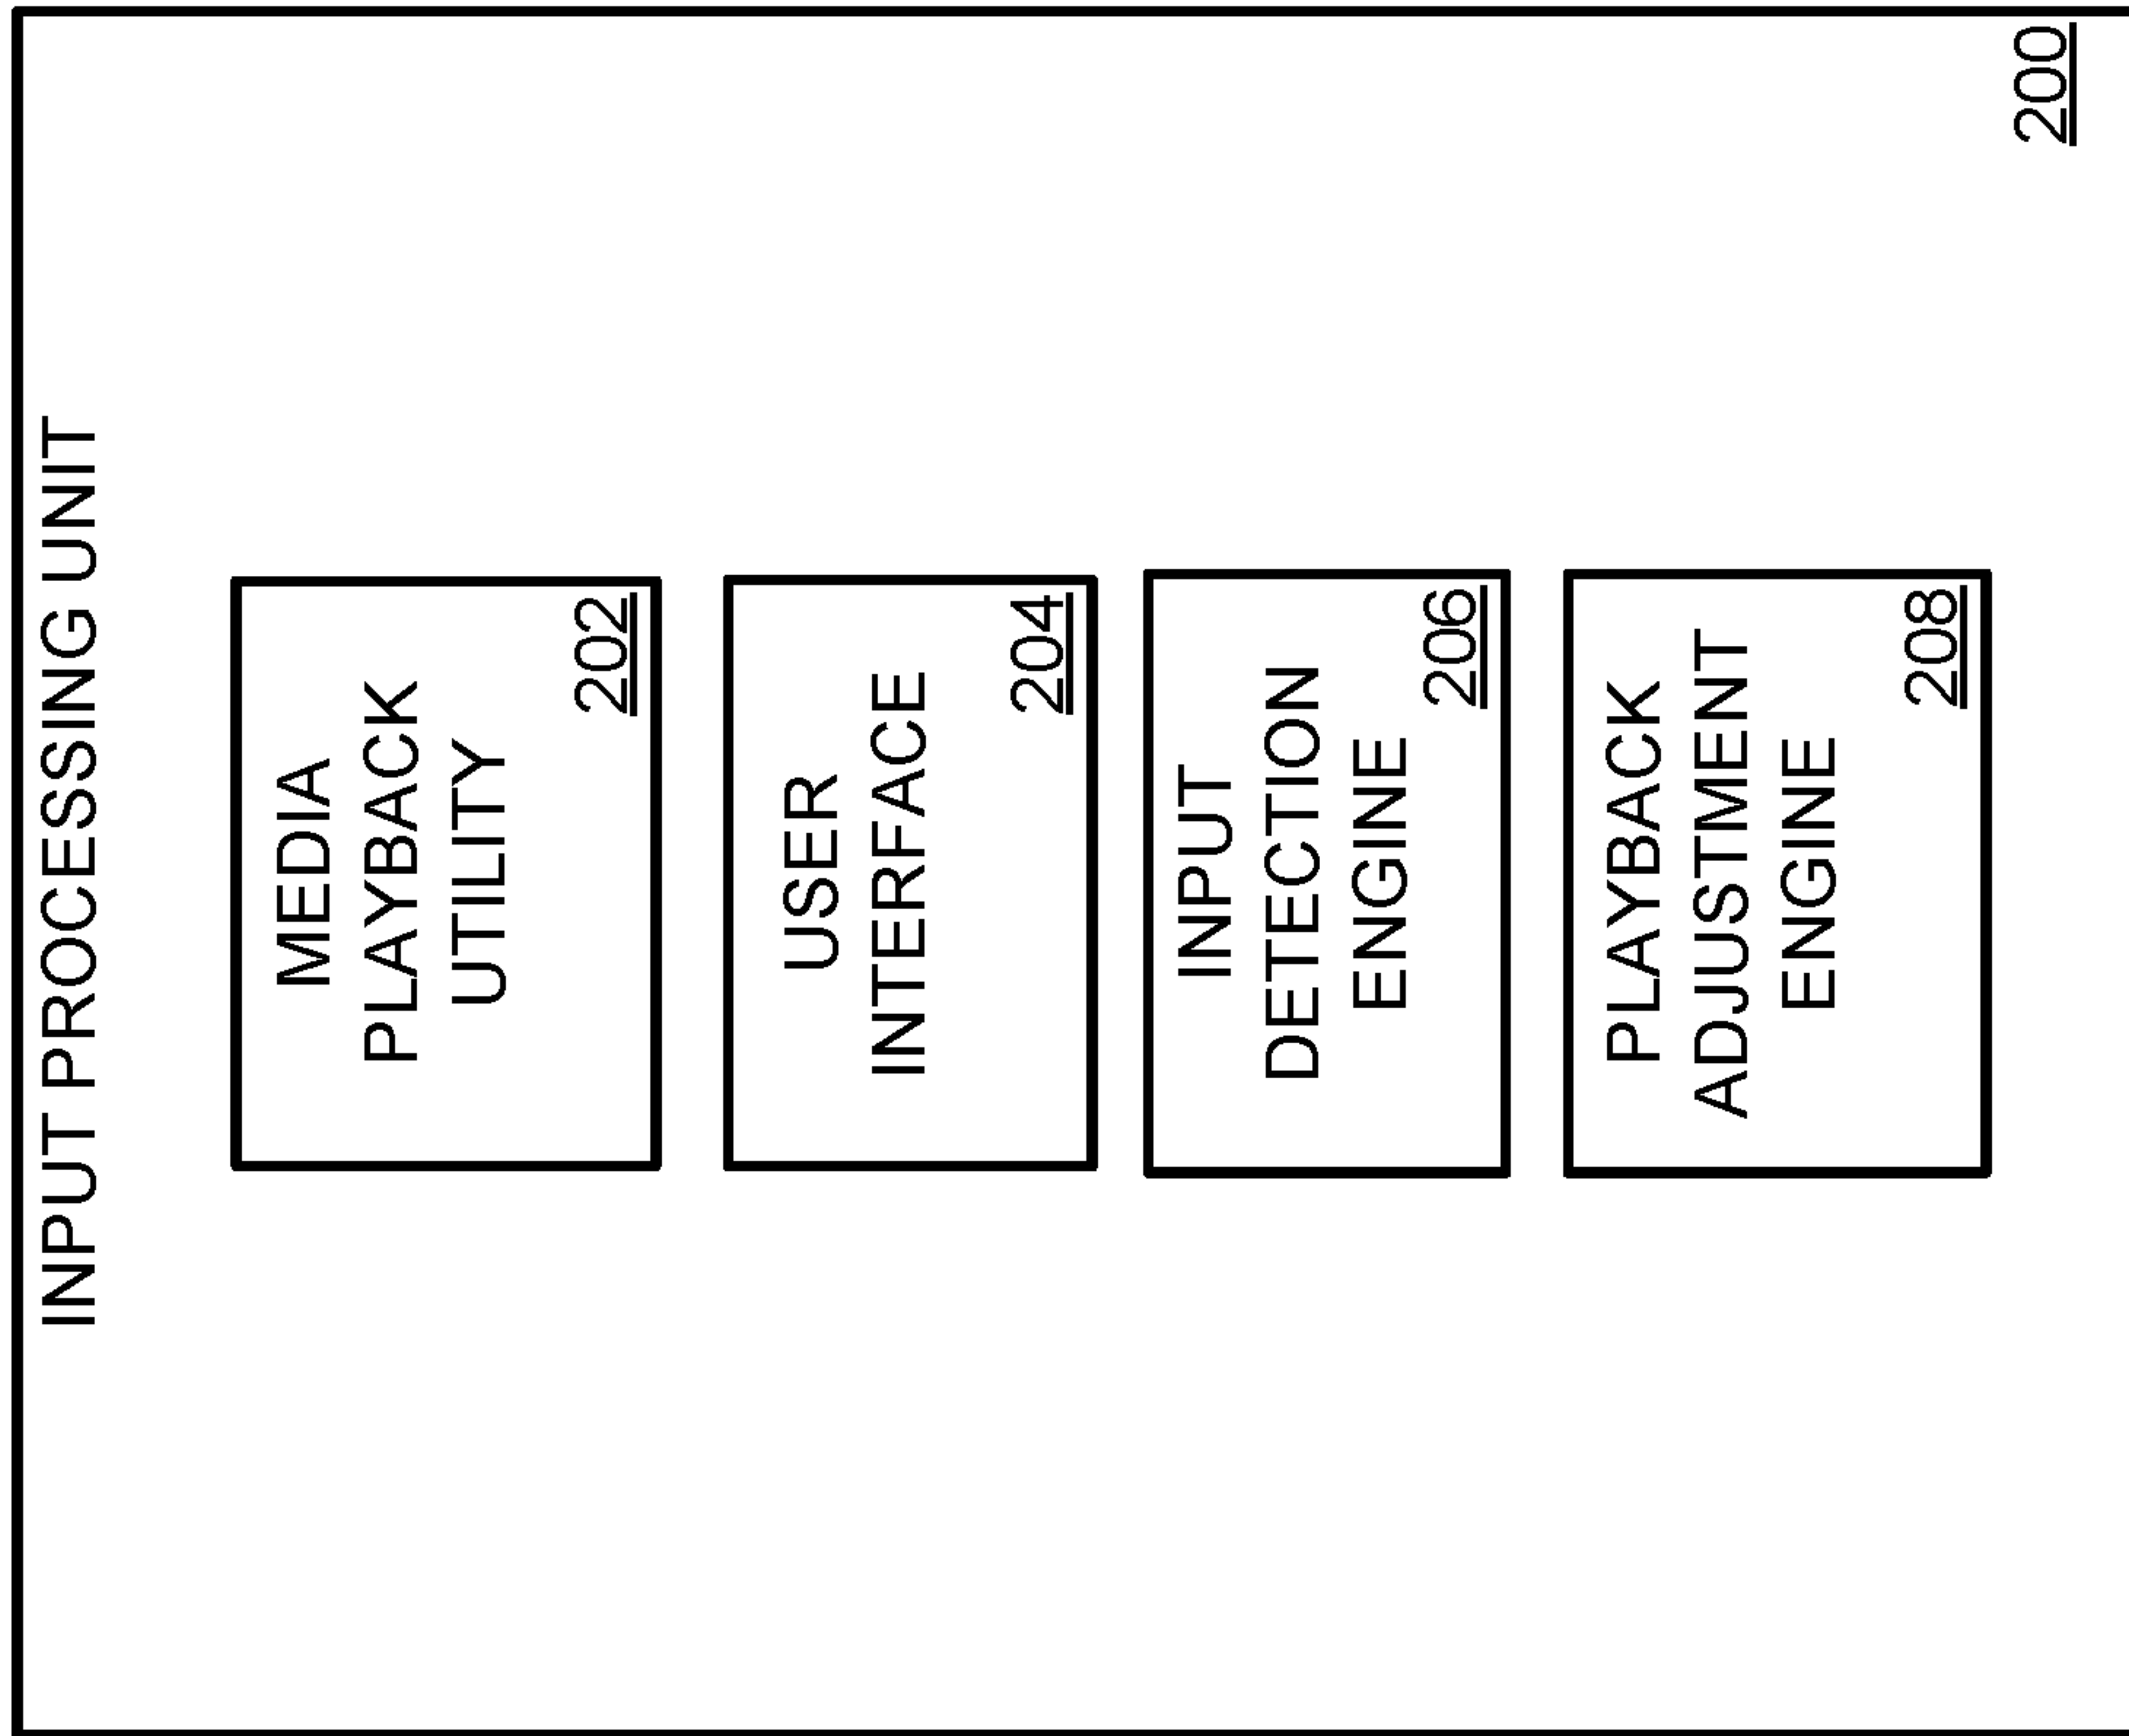 INPUT PROCESSING UNIT
MEDIA
PLAYBACK
UTILITY
202
USER
INTERFACE
204
INPUT
DETECTION
ENGINE
206
PLAYBACK
ADJUSTMENT
ENGINE
208
200